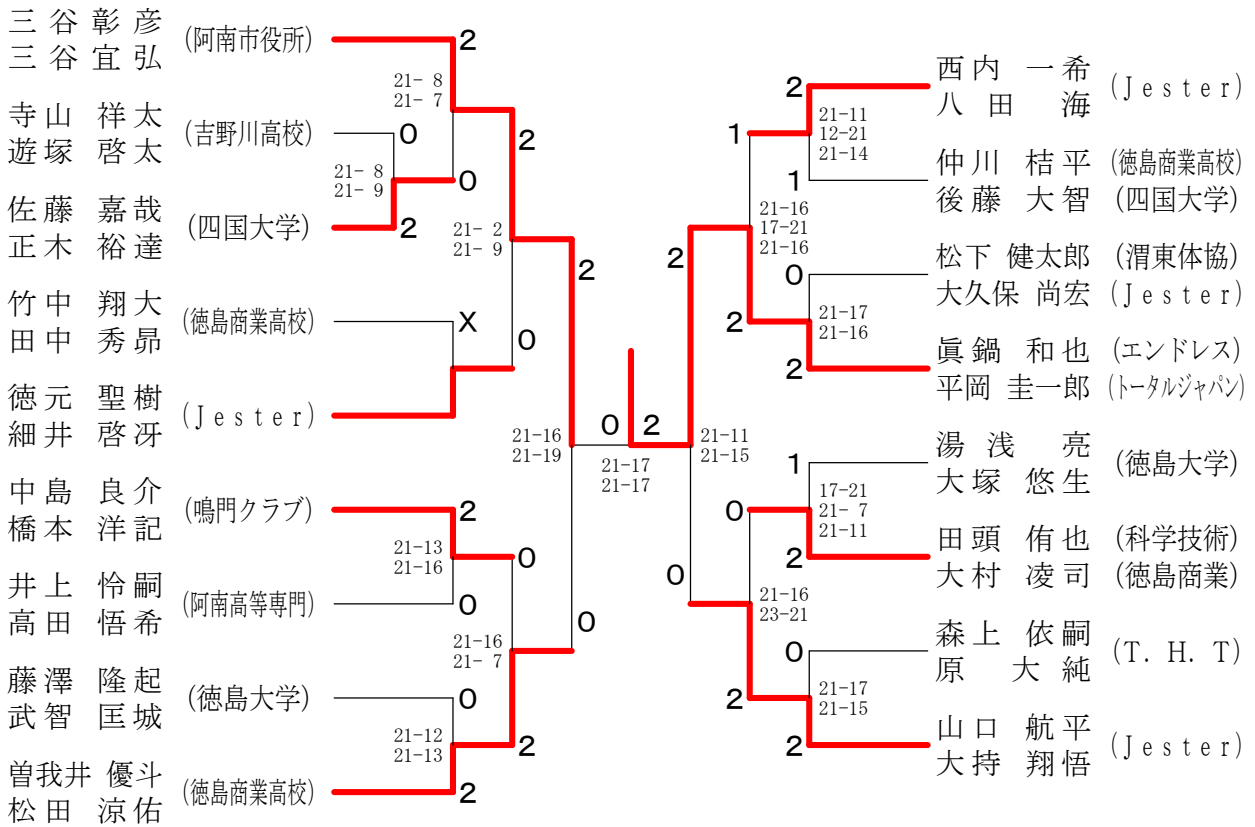 三谷 彰彦
三谷 宜弘
(阿南市役所)
2
21- 8
21- 7
寺山 祥太
遊塚 啓太
(吉野川高校)
0
21- 8
21- 9
0
2
佐藤 嘉哉
正木 裕達
(四国大学)
2
21- 2
21- 9
2
竹中 翔大
田中 秀昴
(徳島商業高校)
X
0
徳元 聖樹
細井 啓冴
(Jester)
21-16
21-19
0 2
21-17
21-17
中島 良介
橋本 洋記
(鳴門クラブ)
2
21-13
21-16
0
井上 怜嗣
高田 悟希
(阿南高等専門)
0
21-16
21- 7
0
藤澤 隆起
武智 匡城
(徳島大学)
0
21-12
21-13
2
曽我井 優斗
松田 涼佑
(徳島商業高校)
2
西内 一希
八田 海
(Jester)
2
21-11
12-21
21-14
1
仲川 桔平 (徳島商業高校)
後藤 大智 (四国大学)
1
21-16
17-21
21-16
2
松下 健太郎 (渭東体協)
大久保 尚宏 (Jester)
0
21-17
21-16
2
眞鍋 和也 (エンドレス)
平岡 圭一郎 (トータルジャパン)
2
21-11
21-15
湯浅 亮
大塚 悠生
(徳島大学)
1
17-21
21- 7
21-11
0
田頭 侑也 (科学技術)
大村 凌司 (徳島商業)
2
0
21-16
23-21
森上 依嗣
原 大純
(T. H. T)
0
21-17
21-15
2
山口 航平
大持 翔悟
(Jester)
2